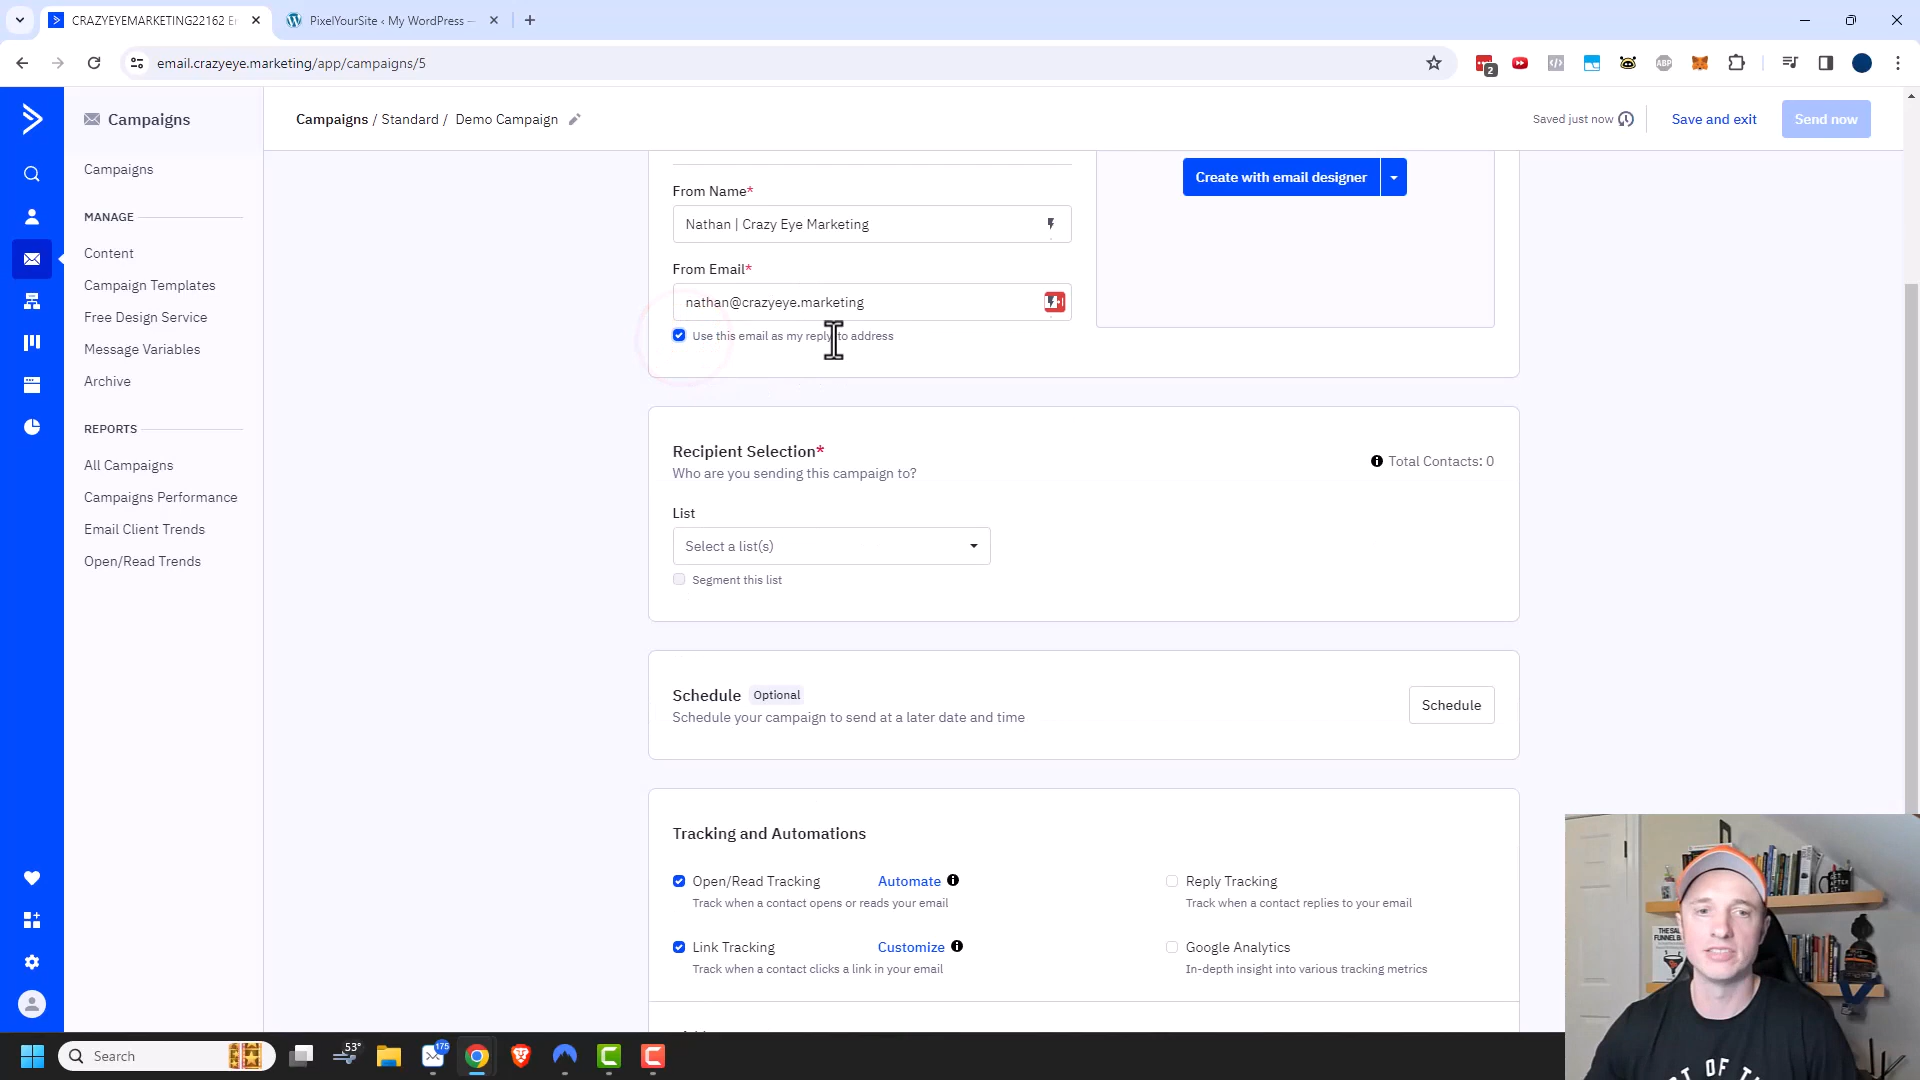 CRAZYEYEMARKETING22162 E
PixelYourSite ‹ My WordPress —
email.crazyeye.marketing/app/campaigns/5
2
ABP
Campaigns
Campaigns / Standard / Demo Campaign
Saved just now
Save and exit
Send now
Campaigns
MANAGE
Content
Campaign Templates
Free Design Service
Message Variables
Archive
REPORTS
All Campaigns
Campaigns Performance
Email Client Trends
Open/Read Trends
Create with email designer
From Name*
Nathan | Crazy Eye Marketing
From Email*
nathan@crazyeye.marketing
Use this email as my reply to address
Recipient Selection*
Who are you sending this campaign to?
Total Contacts: 0
List
Select a list(s)
Segment this list
Schedule Optional
Schedule your campaign to send at a later date and time
Schedule
Tracking and Automations
Open/Read Tracking Automate
Track when a contact opens or reads your email
Reply Tracking
Track when a contact replies to your email
Link Tracking Customize
Track when a contact clicks a link in your email
Google Analytics
In-depth insight into various tracking metrics
Search
53°
175